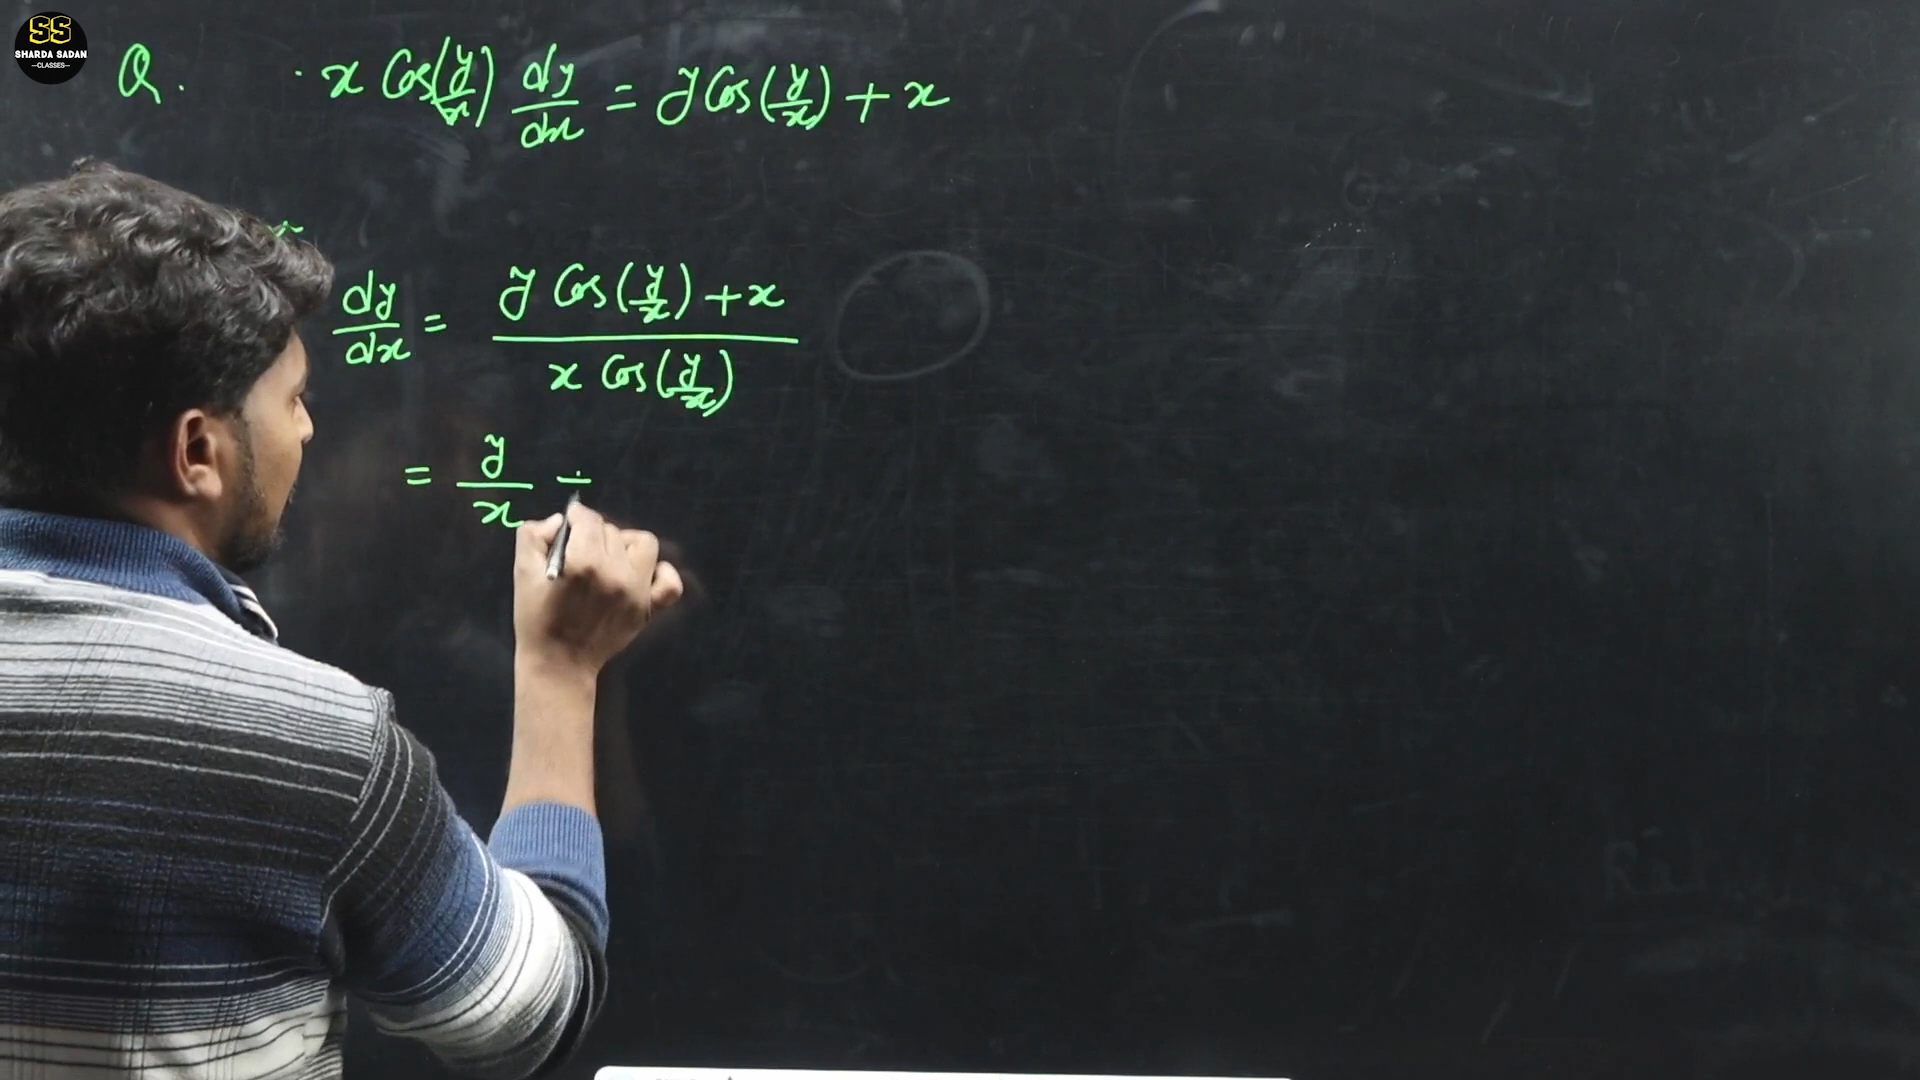 SS
SHARDA SADAN
—CLASSES—
Q. x Cos(y/x) dy/dx = y Cos(y/x) + x
dy/dx = (y Cos(y/x) + x) / (x Cos(y/x))
= y/x +